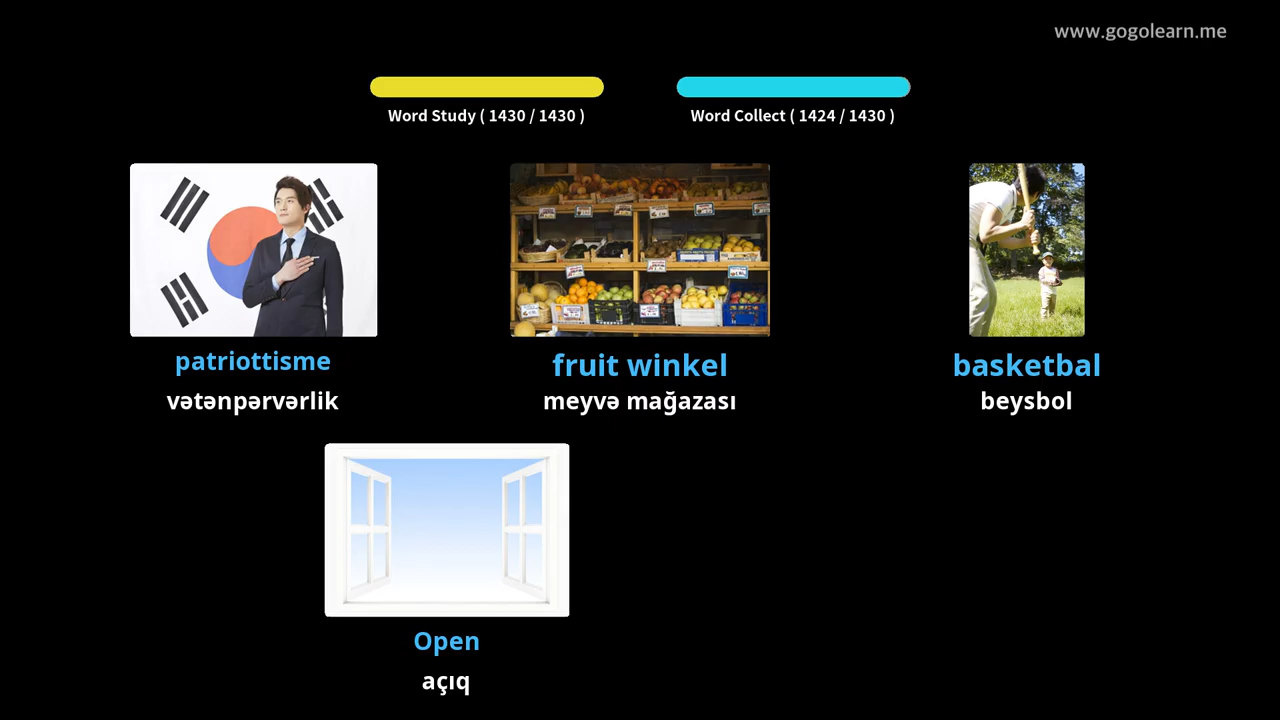 www.gogolearn.me
Word Study ( 1430 / 1430 )
Word Collect ( 1424 / 1430 )
patriottisme
fruit winkel
basketbal
vətənpərvərlik
meyvə mağazası
beysbol
Open
açıq